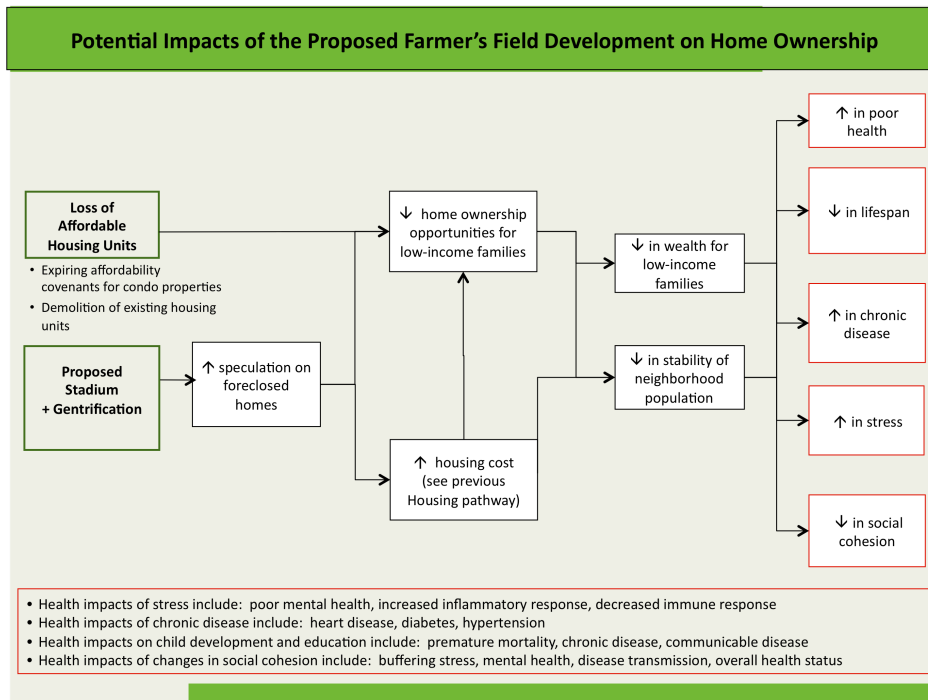 Potential Impacts of the Proposed Farmer's Field Development on Home Ownership
Loss of
Affordable
Housing Units
• Expiring affordability
covenants for condo properties
• Demolition of existing housing
units
Proposed
Stadium
+ Gentrification
↑ speculation on
foreclosed
homes
↓ home ownership
opportunities for
low-income families
↑ housing cost
(see previous
Housing pathway)
↓ in wealth for
low-income
families
↓ in stability of
neighborhood
population
↑ in poor
health
↓ in lifespan
↑ in chronic
disease
↑ in stress
↓ in social
cohesion
• Health impacts of stress include: poor mental health, increased inflammatory response, decreased immune response
• Health impacts of chronic disease include: heart disease, diabetes, hypertension
• Health impacts on child development and education include: premature mortality, chronic disease, communicable disease
• Health impacts of changes in social cohesion include: buffering stress, mental health, disease transmission, overall health status